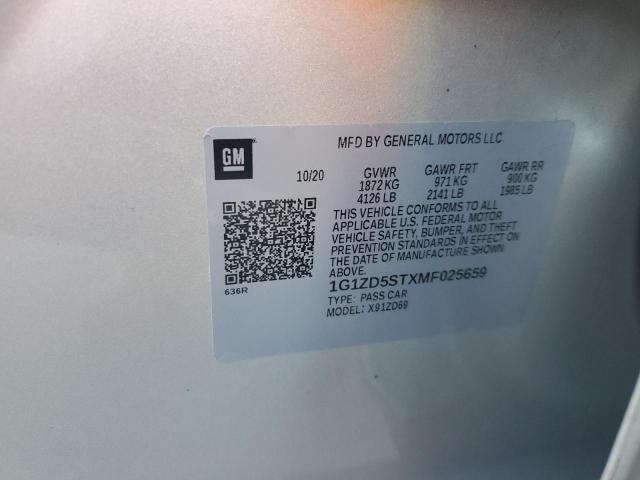 GM
MFD BY GENERAL MOTORS LLC
10/20 GVWR GAWR FRT GAWR RR
1872 KG 971 KG 900 KG
4126 LB 2141 LB 1985 LB
THIS VEHICLE CONFORMS TO ALL
APPLICABLE U.S. FEDERAL MOTOR
VEHICLE SAFETY, BUMPER, AND THEFT
PREVENTION STANDARDS IN EFFECT ON
THE DATE OF MANUFACTURE SHOWN
ABOVE.
1G1ZD5STXMF025659
TYPE: PASS CAR
MODEL: X91ZD69
636R